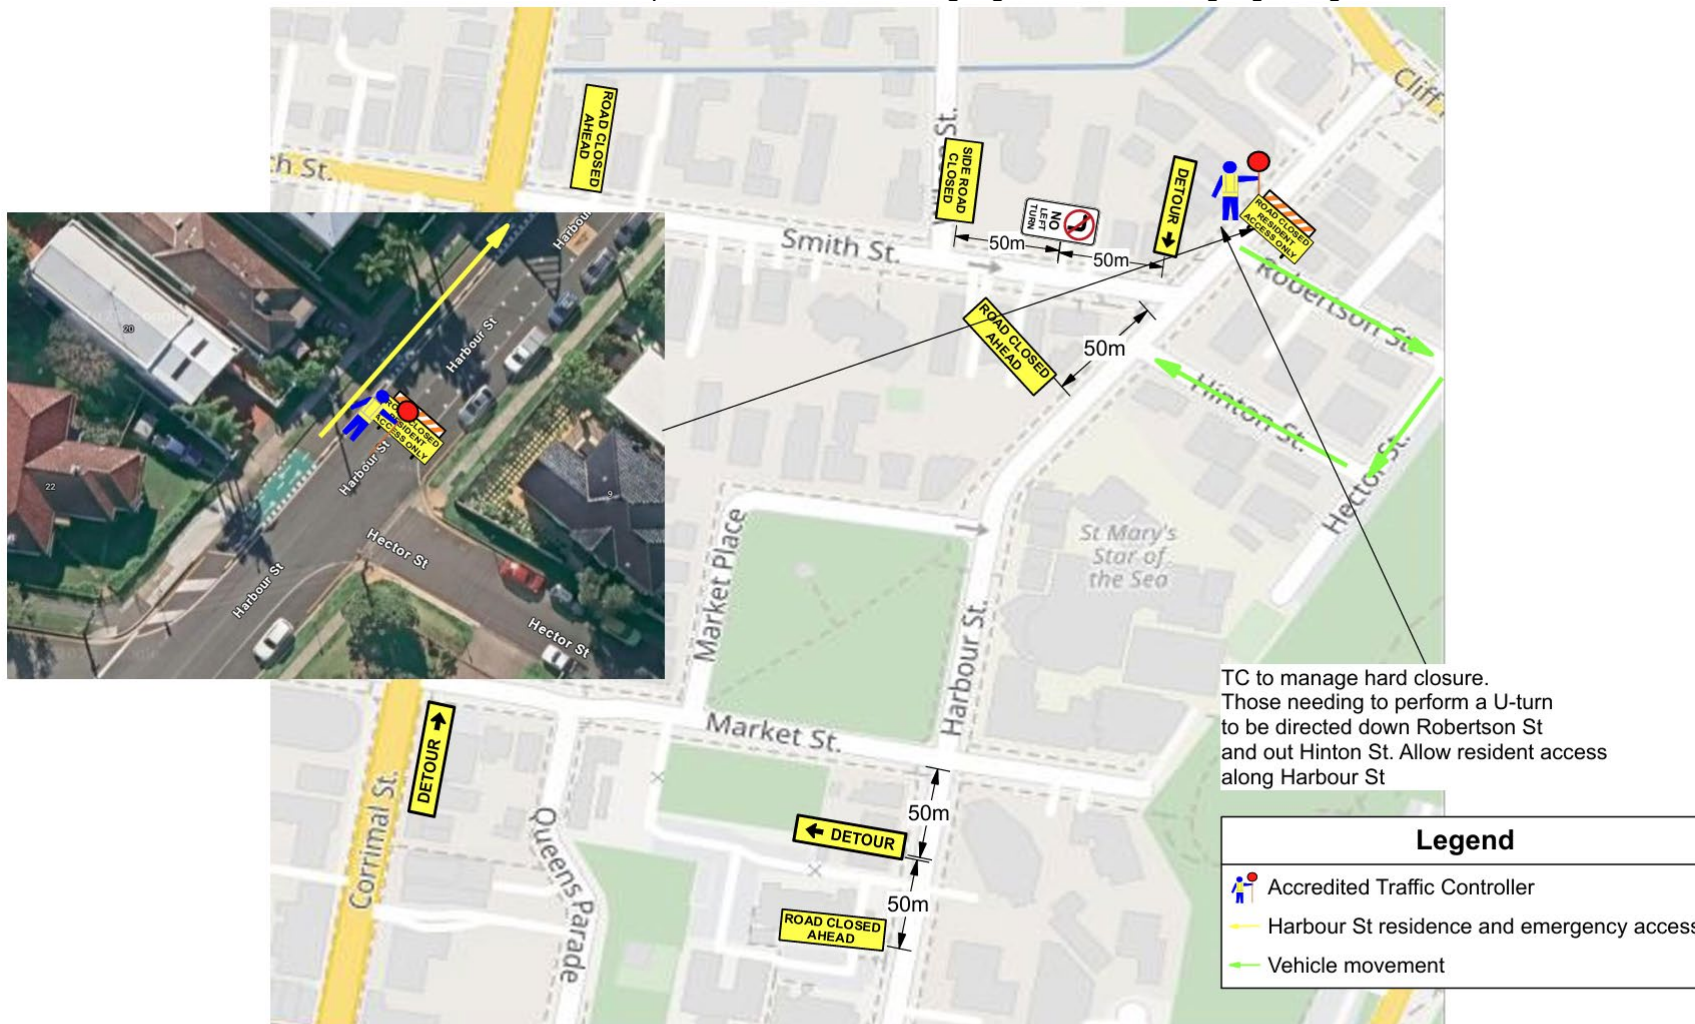 Cliff
ROAD CLOSED
AHEAD
ch St.
SIDE ROAD
CLOSED
St.
NO
LEFT
TURN
DETOUR
ROAD CLOSED
RESIDENT
ACCESS ONLY
Smith St.
50m
50m
Robertson St.
ROAD CLOSED
AHEAD
50m
Hinton St.
Hector St.
Harbour
20
Harbour St
ROAD CLOSED
RESIDENT
ACCESS ONLY
Harbour St
22
9
Hector St
Harbour St
Hector St
Market Place
St Mary's
Star of
the Sea
Harbour St.
TC to manage hard closure.
Those needing to perform a U-turn
to be directed down Robertson St
and out Hinton St. Allow resident access
along Harbour St
DETOUR
Market St.
Corrimal St.
Queens Parade
50m
DETOUR
50m
ROAD CLOSED
AHEAD
Legend
Accredited Traffic Controller
Harbour St residence and emergency access
Vehicle movement